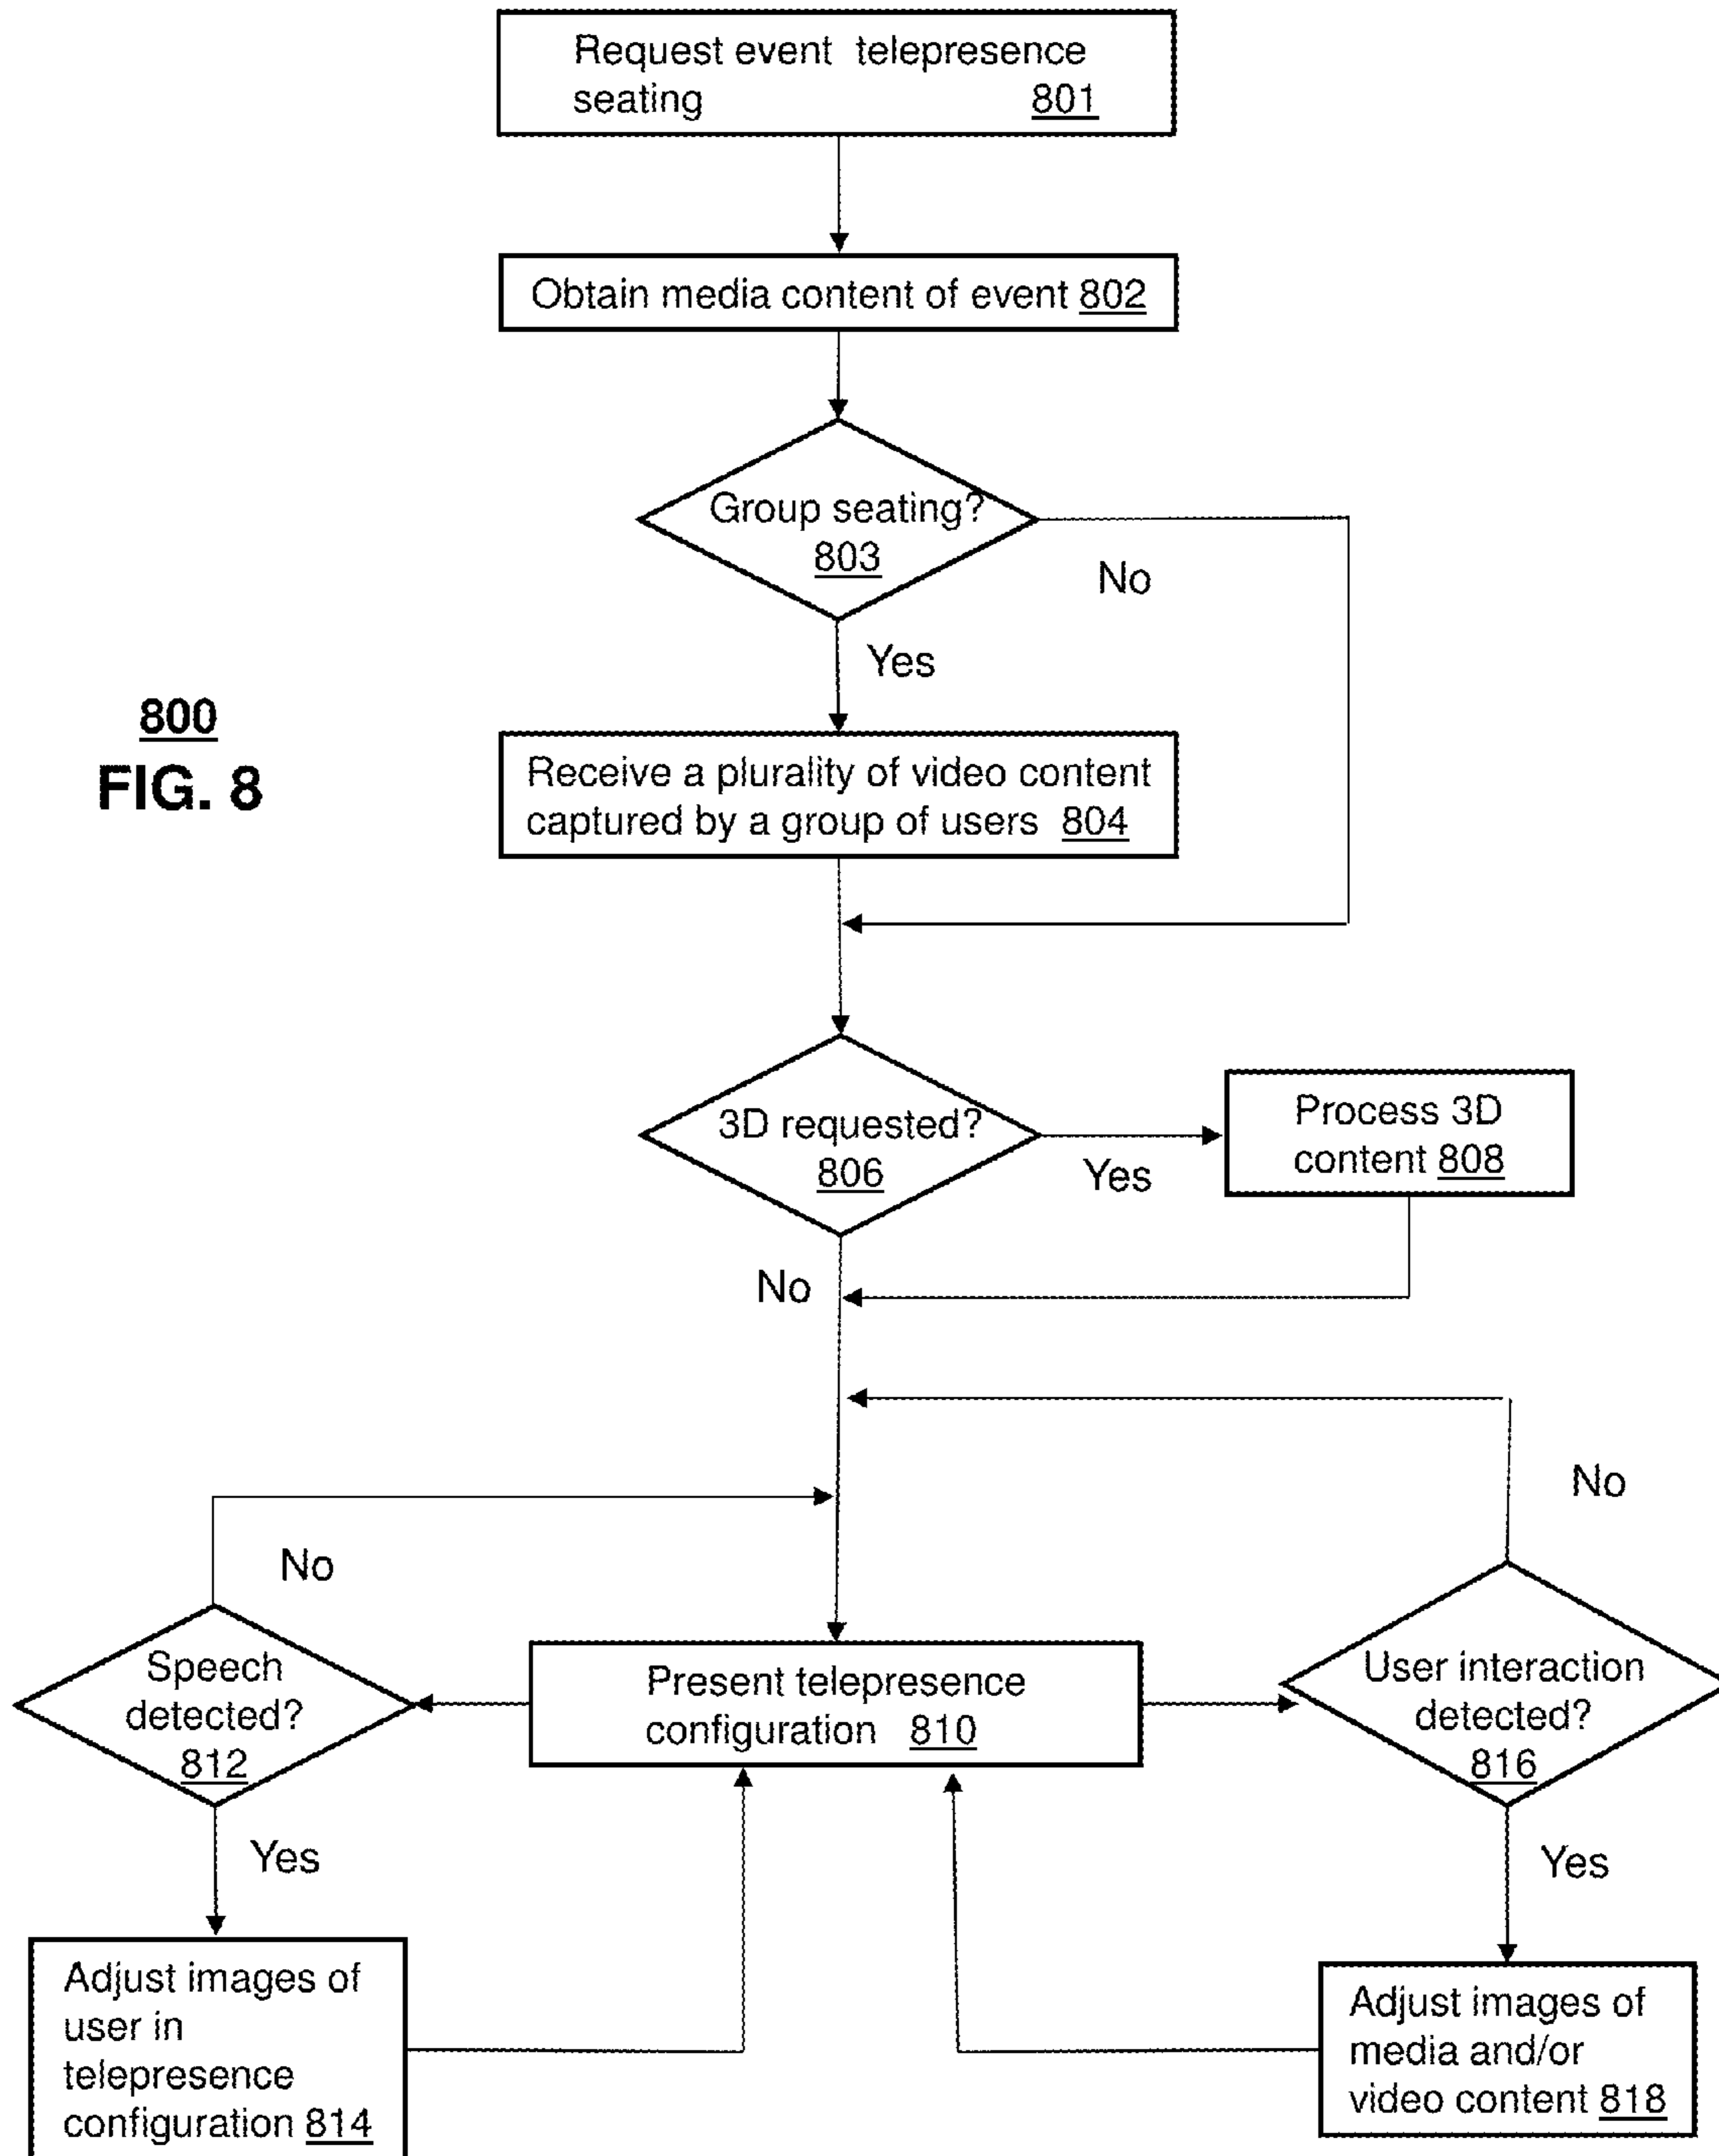 Request event telepresence
seating 801
Obtain media content of event 802
Group seating?
803
No
Yes
800
FIG. 8
Receive a plurality of video content
captured by a group of users 804
3D requested?
806
Yes
Process 3D
content 808
No
No
No
Speech
detected?
812
Present telepresence
configuration 810
User interaction
detected?
816
Yes
Yes
Adjust images of
user in
telepresence
configuration 814
Adjust images of
media and/or
video content 818